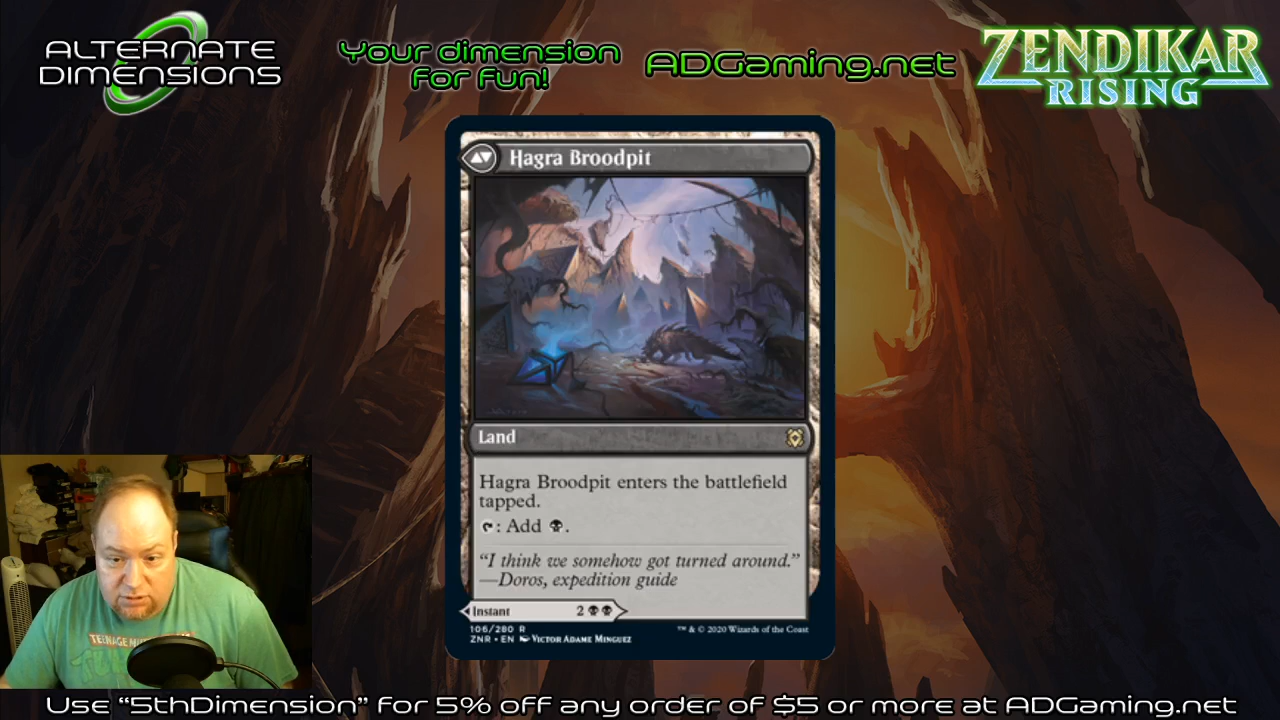 ALTERNATE
DIMENSIONS
Your dimension
for fun!
ADGaming.net
ZENDIKAR
RISING
Hagra Broodpit
Land
Hagra Broodpit enters the battlefield
tapped.
: Add .
“I think we somehow got turned around.”
—Doros, expedition guide
Instant 2
106/280 R
ZNR • EN Victor Adame Minguez
™ & © 2020 Wizards of the Coast
TEENAGE
Use “5thDimension” for 5% off any order of $5 or more at ADGaming.net